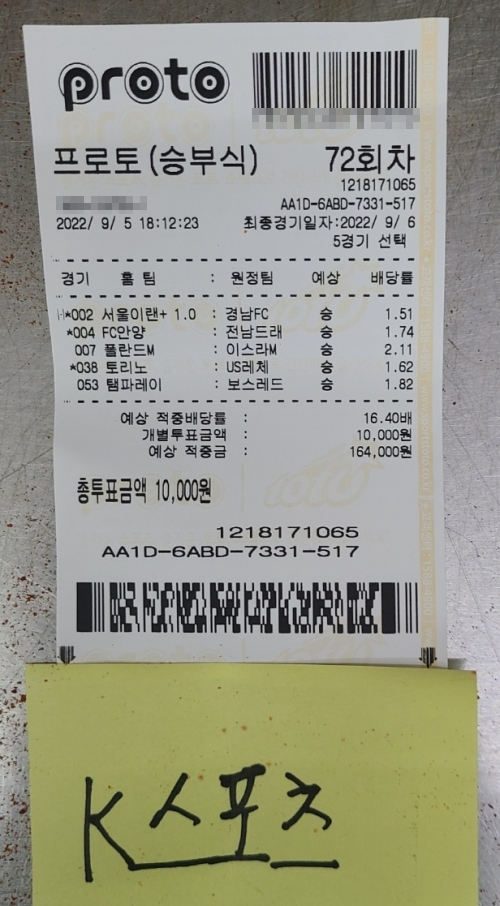 proto
프로토(승부식) 72회차
1218171065
AA1D-6ABD-7331-517
2022/ 9/ 5 18:12:23 최종경기일자:2022/ 9/ 6
5경기 선택
경기 홈 팀 : 원정팀 예상 배당률
H*002 서울이랜+ 1.0 : 경남FC 승 1.51
*004 FC안양 : 전남드래 승 1.74
007 폴란드M : 이스라M 승 2.11
*038 토리노 : US레체 승 1.62
053 탬파레이 : 보스레드 승 1.82
예상 적중배당률 : 16.40배
개별투표금액 : 10,000원
예상 적중금 : 164,000원
총투표금액 10,000원
1218171065
AA1D-6ABD-7331-517
K스포츠